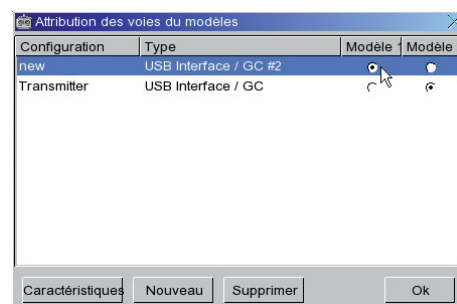 Attribution des voies du modèles
Configuration Type Modèle 1 Modèle
new USB Interface / GC #2
Transmitter USB Interface / GC
Caractéristiques Nouveau Supprimer Ok